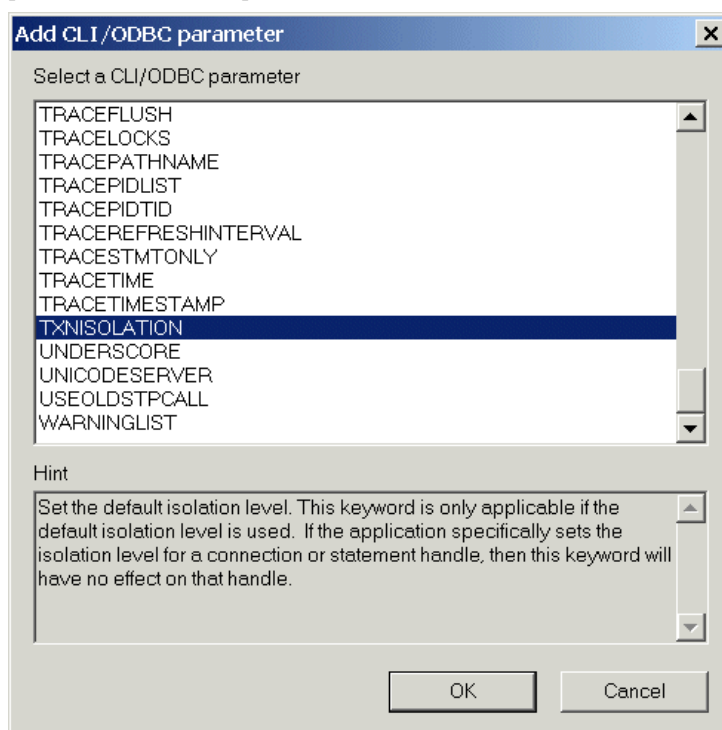 Add CLI/ODBC parameter
Select a CLI/ODBC parameter
TRACEFLUSH
TRACELOCKS
TRACEPATHNAME
TRACEPIDLIST
TRACEPIDTID
TRACEREFRESHINTERVAL
TRACESTMTONLY
TRACETIME
TRACETIMESTAMP
TXNISOLATION
UNDERSCORE
UNICODESERVER
USEOLDSTPCALL
WARNINGLIST
Hint
Set the default isolation level. This keyword is only applicable if the
default isolation level is used. If the application specifically sets the
isolation level for a connection or statement handle, then this keyword will
have no effect on that handle.
OK
Cancel